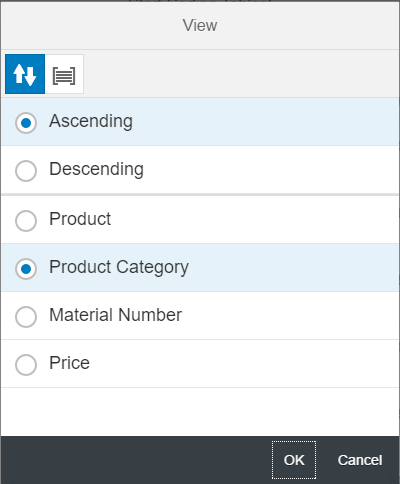 View
Ascending
Descending
Product
Product Category
Material Number
Price
OK Cancel